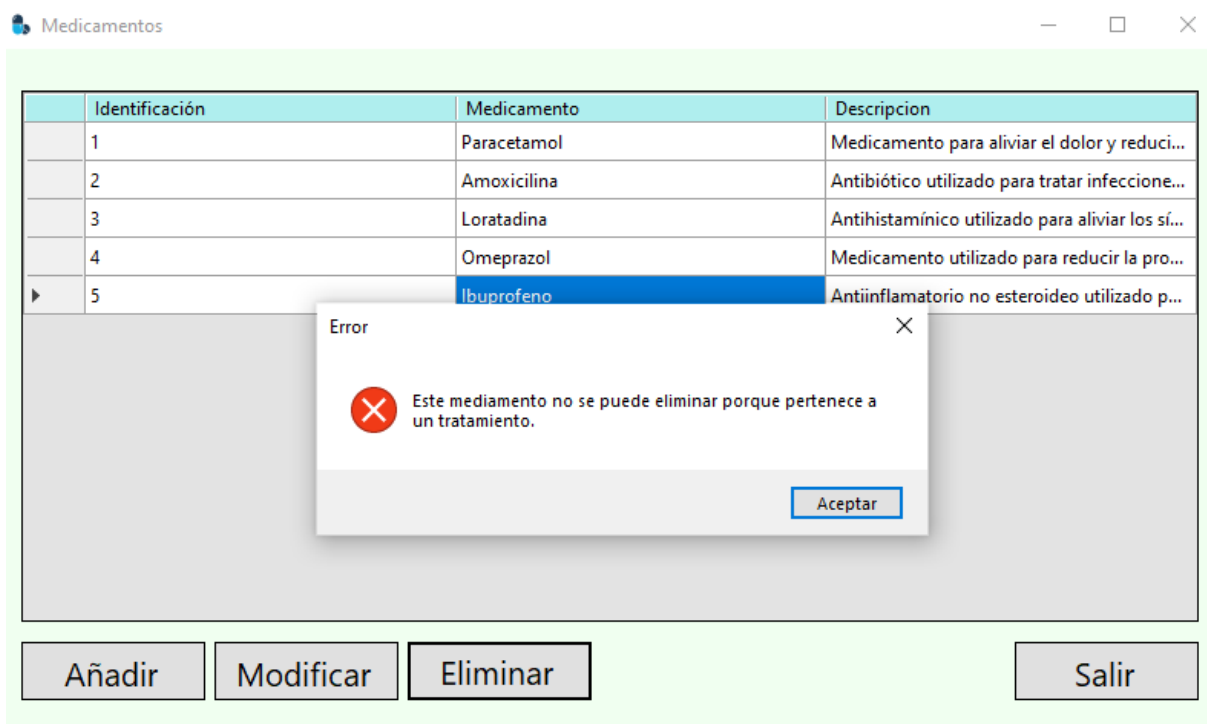 Medicamentos
Identificación Medicamento Descripcion
1 Paracetamol Medicamento para aliviar el dolor y reduci...
2 Amoxicilina Antibiótico utilizado para tratar infeccione...
3 Loratadina Antihistamínico utilizado para aliviar los sí...
4 Omeprazol Medicamento utilizado para reducir la pro...
5 Ibuprofeno Antiinflamatorio no esteroideo utilizado p...
Error
Este mediamento no se puede eliminar porque pertenece a
un tratamiento.
Aceptar
Añadir Modificar Eliminar Salir